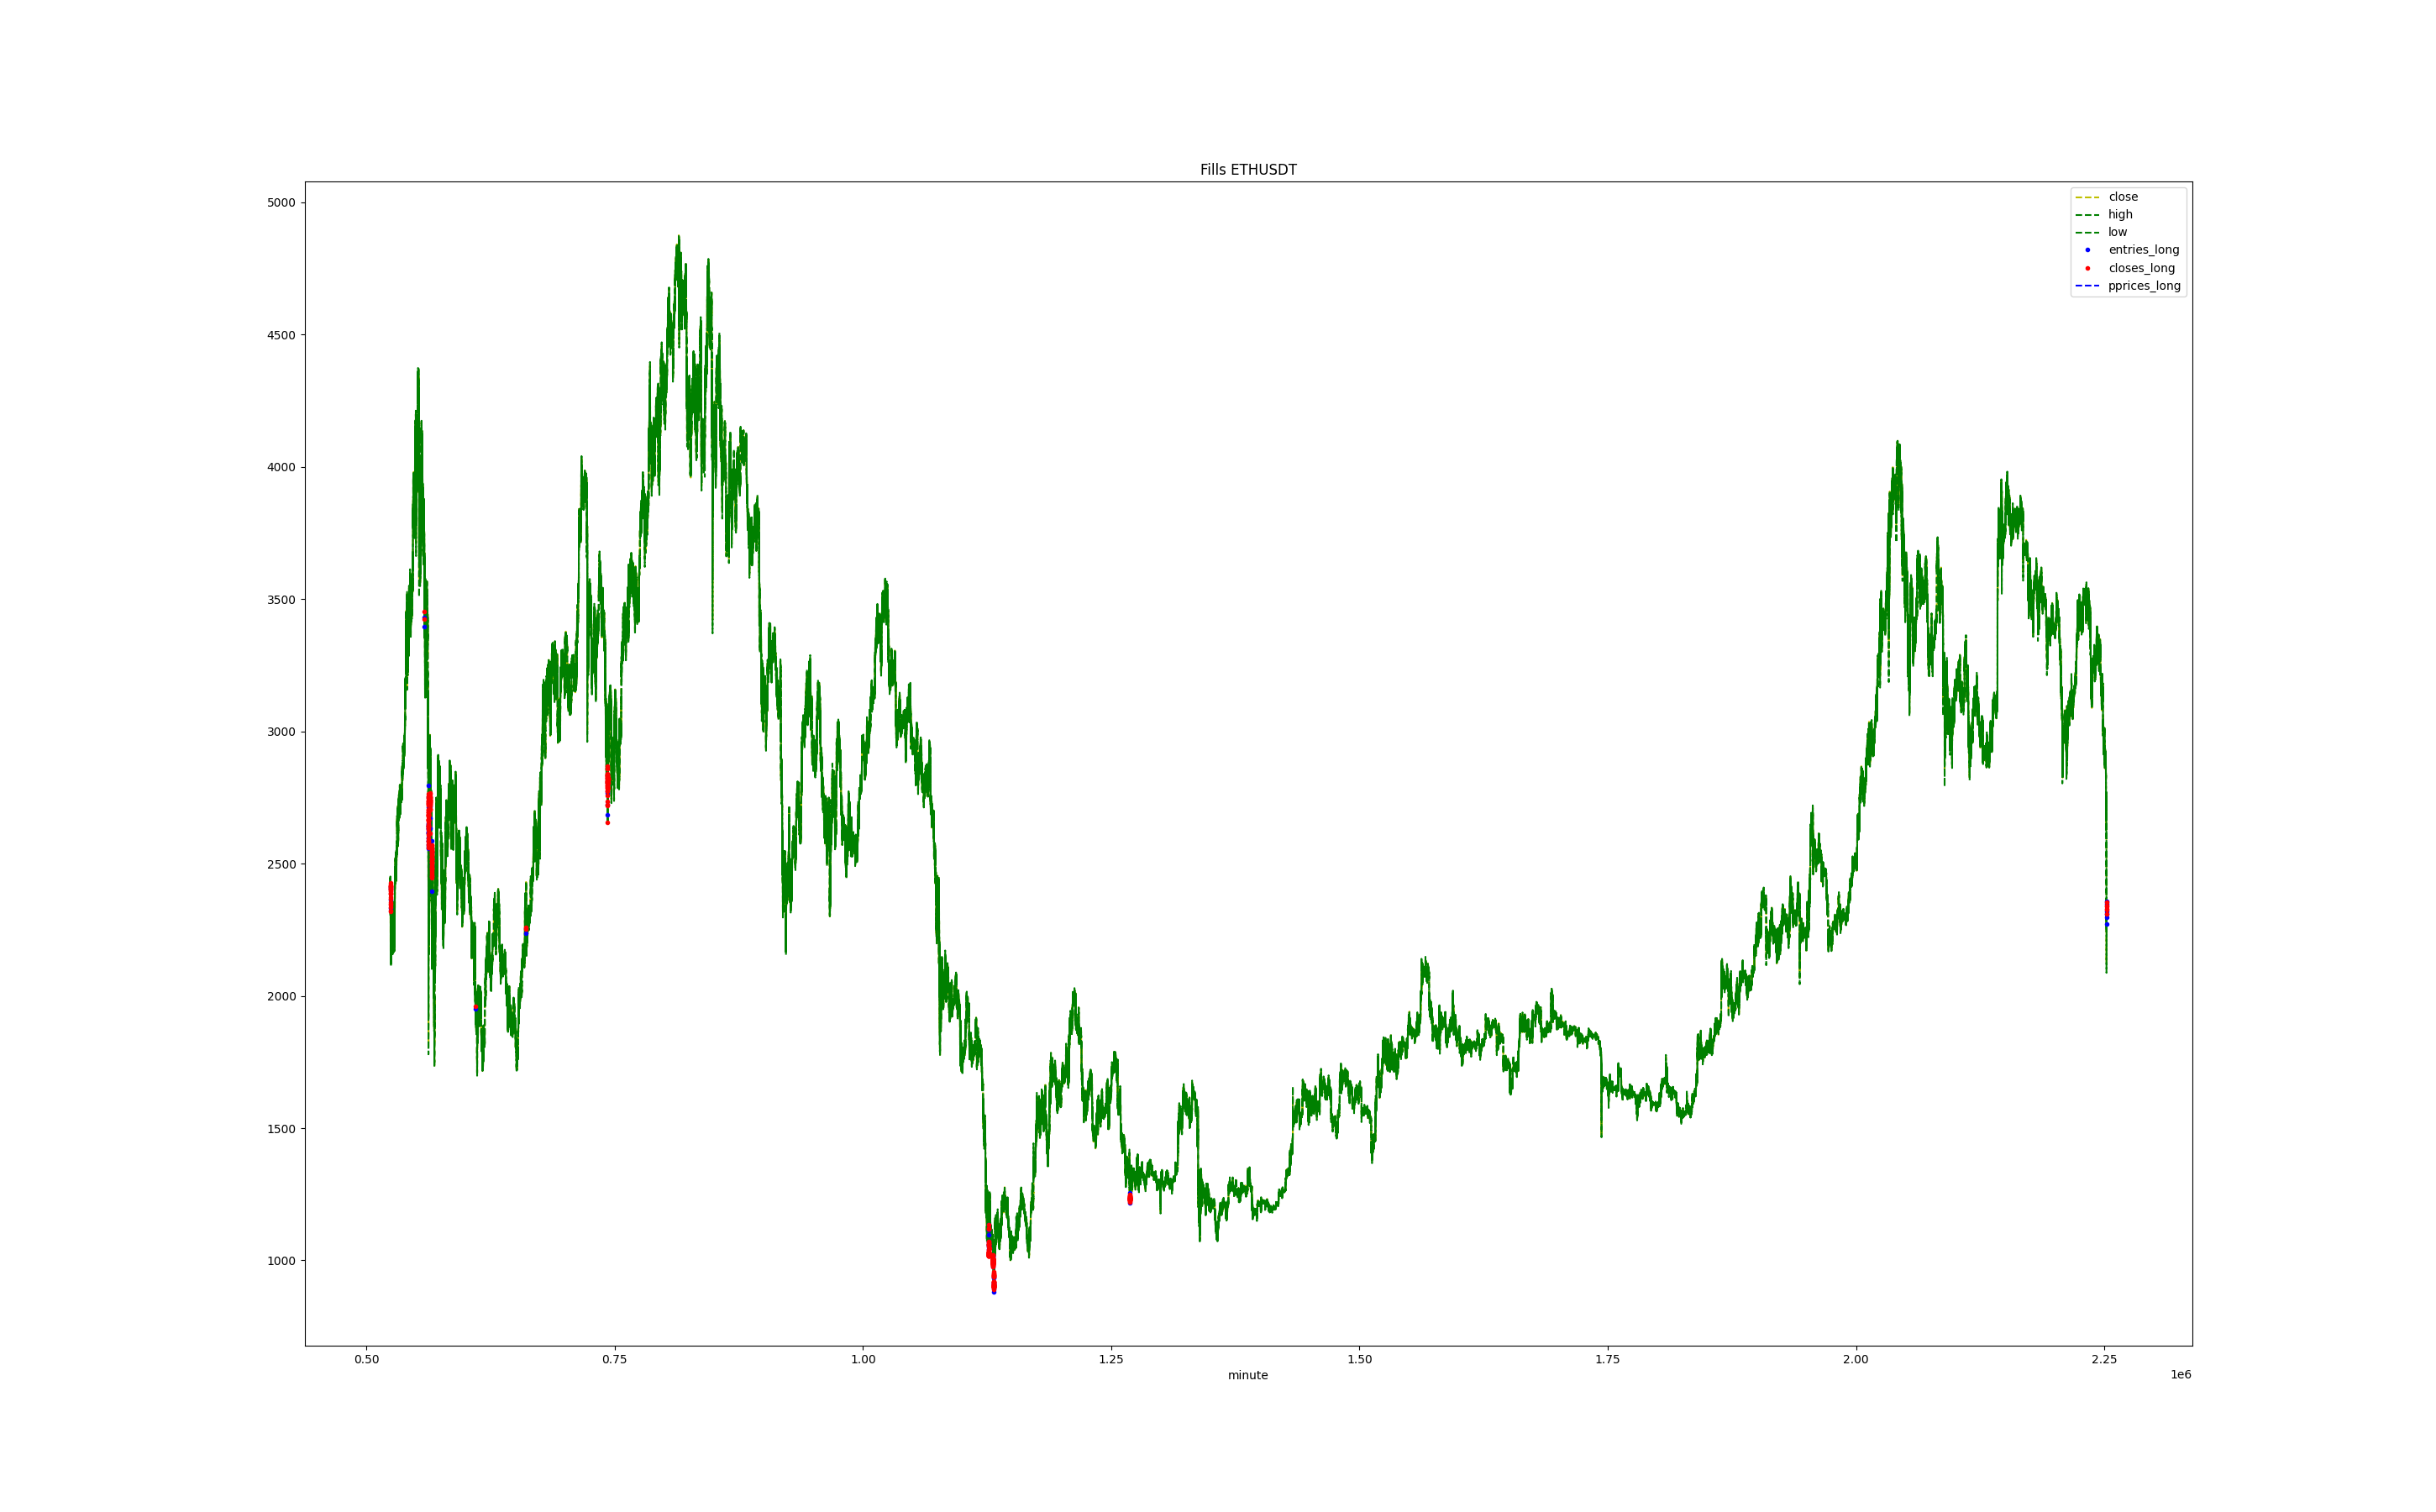 Fills ETHUSDT
close
high
low
entries_long
closes_long
pprices_long
5000
4500
4000
3500
3000
2500
2000
1500
1000
0.50 0.75 1.00 1.25 1.50 1.75 2.00 2.25
1e6
minute